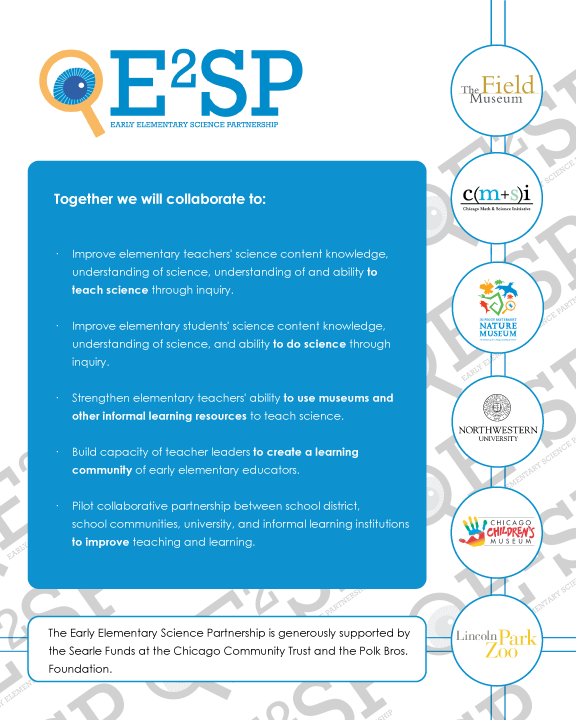 E²SP
EARLY ELEMENTARY SCIENCE PARTNERSHIP
Together we will collaborate to:
· Improve elementary teachers' science content knowledge,
understanding of science, understanding of and ability to
teach science through inquiry.
· Improve elementary students' science content knowledge,
understanding of science, and ability to do science through
inquiry.
· Strengthen elementary teachers' ability to use museums and
other informal learning resources to teach science.
· Build capacity of teacher leaders to create a learning
community of early elementary educators.
· Pilot collaborative partnership between school district,
school communities, university, and informal learning institutions
to improve teaching and learning.
The Early Elementary Science Partnership is generously supported by
the Searle Funds at the Chicago Community Trust and the Polk Bros.
Foundation.
The Field
Museum
c(m+s)i
Chicago Math & Science Initiative
NATURE
MUSEUM
NORTHWESTERN
UNIVERSITY
CHICAGO
CHILDREN'S
MUSEUM
Lincoln Park
Zoo